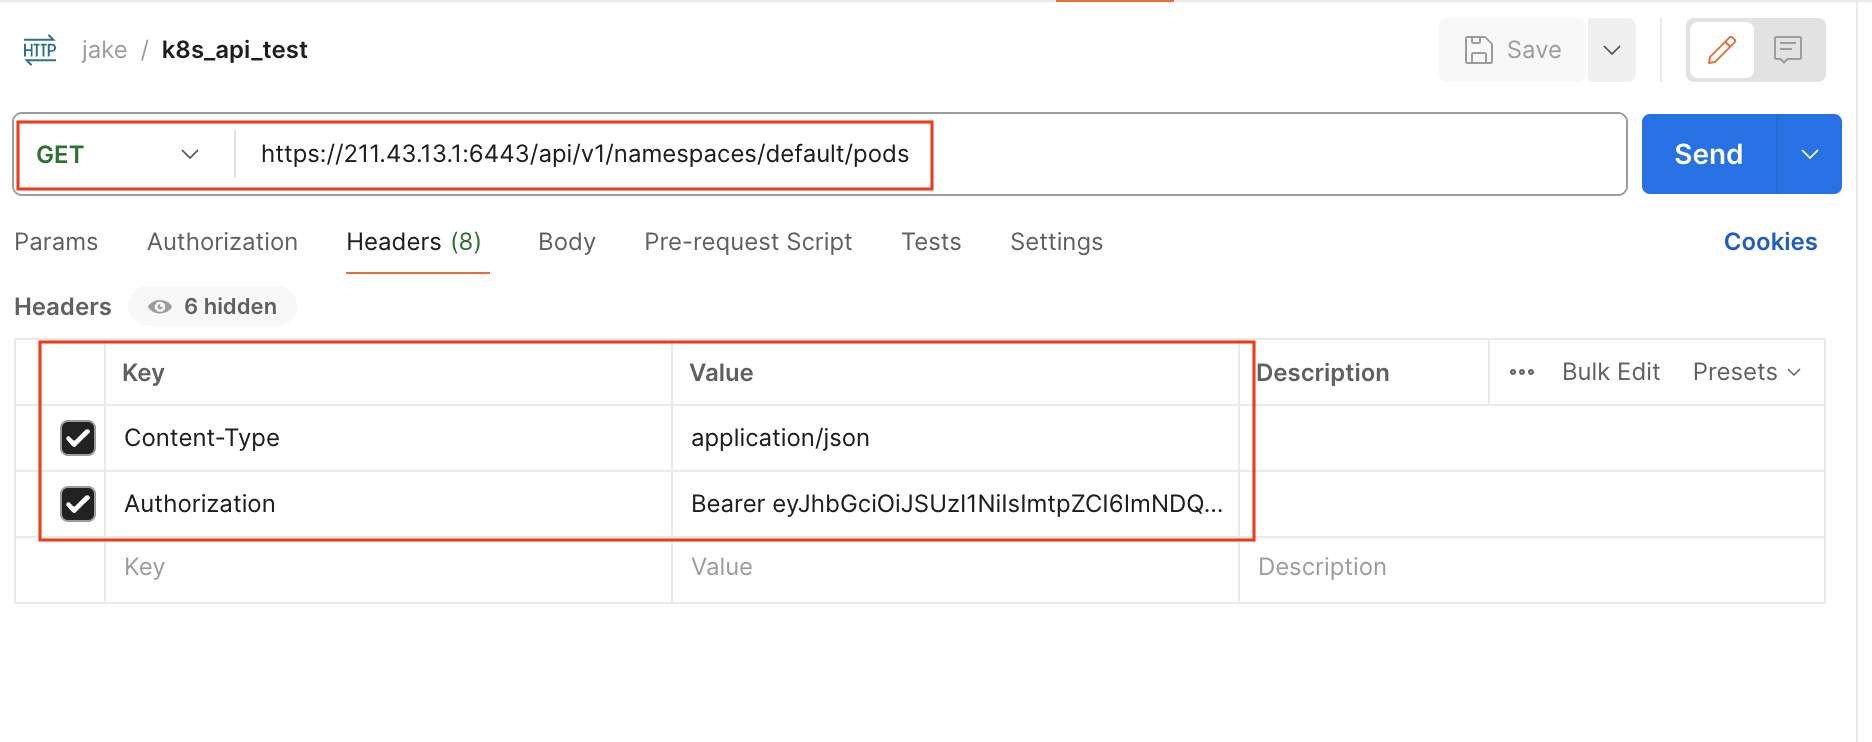 HTTP jake / k8s_api_test Save
GET https://211.43.13.1:6443/api/v1/namespaces/default/pods Send
Params Authorization Headers (8) Body Pre-request Script Tests Settings Cookies
Headers 6 hidden
Key Value Description ••• Bulk Edit Presets
Content-Type application/json
Authorization Bearer eyJhbGciOiJSUzI1NiIsImtpZCI6ImNDQ...
Key Value Description